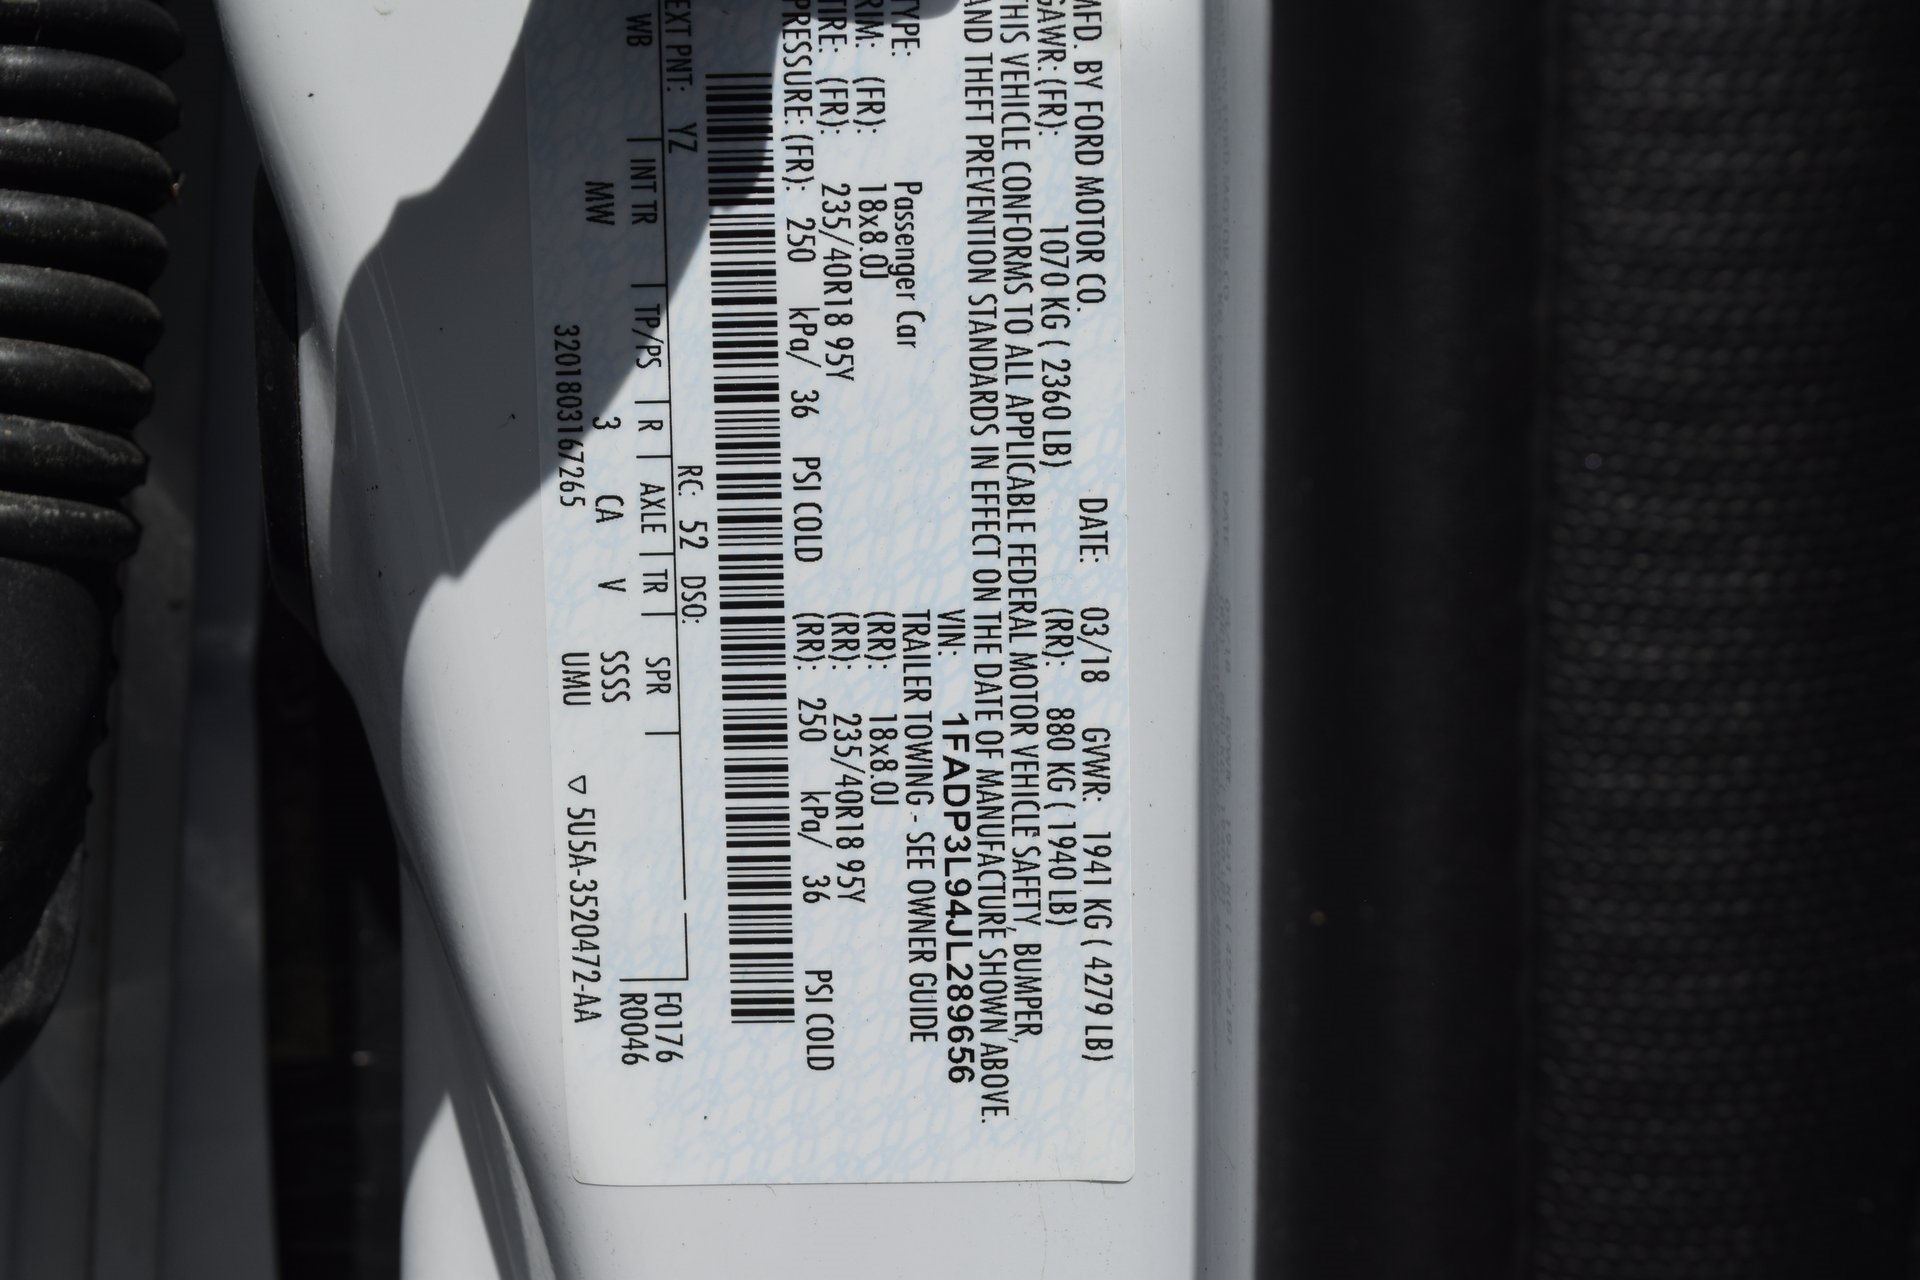 MFD. BY FORD MOTOR CO. DATE: 03/18 GVWR: 1941 KG ( 4279 LB)
GAWR: (FR): 1070 KG ( 2360 LB) (RR): 880 KG ( 1940 LB)
THIS VEHICLE CONFORMS TO ALL APPLICABLE FEDERAL MOTOR VEHICLE SAFETY, BUMPER,
AND THEFT PREVENTION STANDARDS IN EFFECT ON THE DATE OF MANUFACTURE SHOWN ABOVE.
VIN: 1FADP3L94JL289656
TYPE: Passenger Car TRAILER TOWING - SEE OWNER GUIDE
RIM: (FR): 18x8.0J (RR): 18x8.0J
TIRE: (FR): 235/40R18 95Y (RR): 235/40R18 95Y
PRESSURE: (FR): 250 kPa/ 36 PSI COLD (RR): 250 kPa/ 36 PSI COLD
EXT PNT: YZ RC: 52 DSO: F0176
WB | INT TR | TP/PS | R | AXLE | TR | SPR | R0046
MW 3 CA V SSSS
3201803167265 UMU ▽ 5U5A-3520472-AA